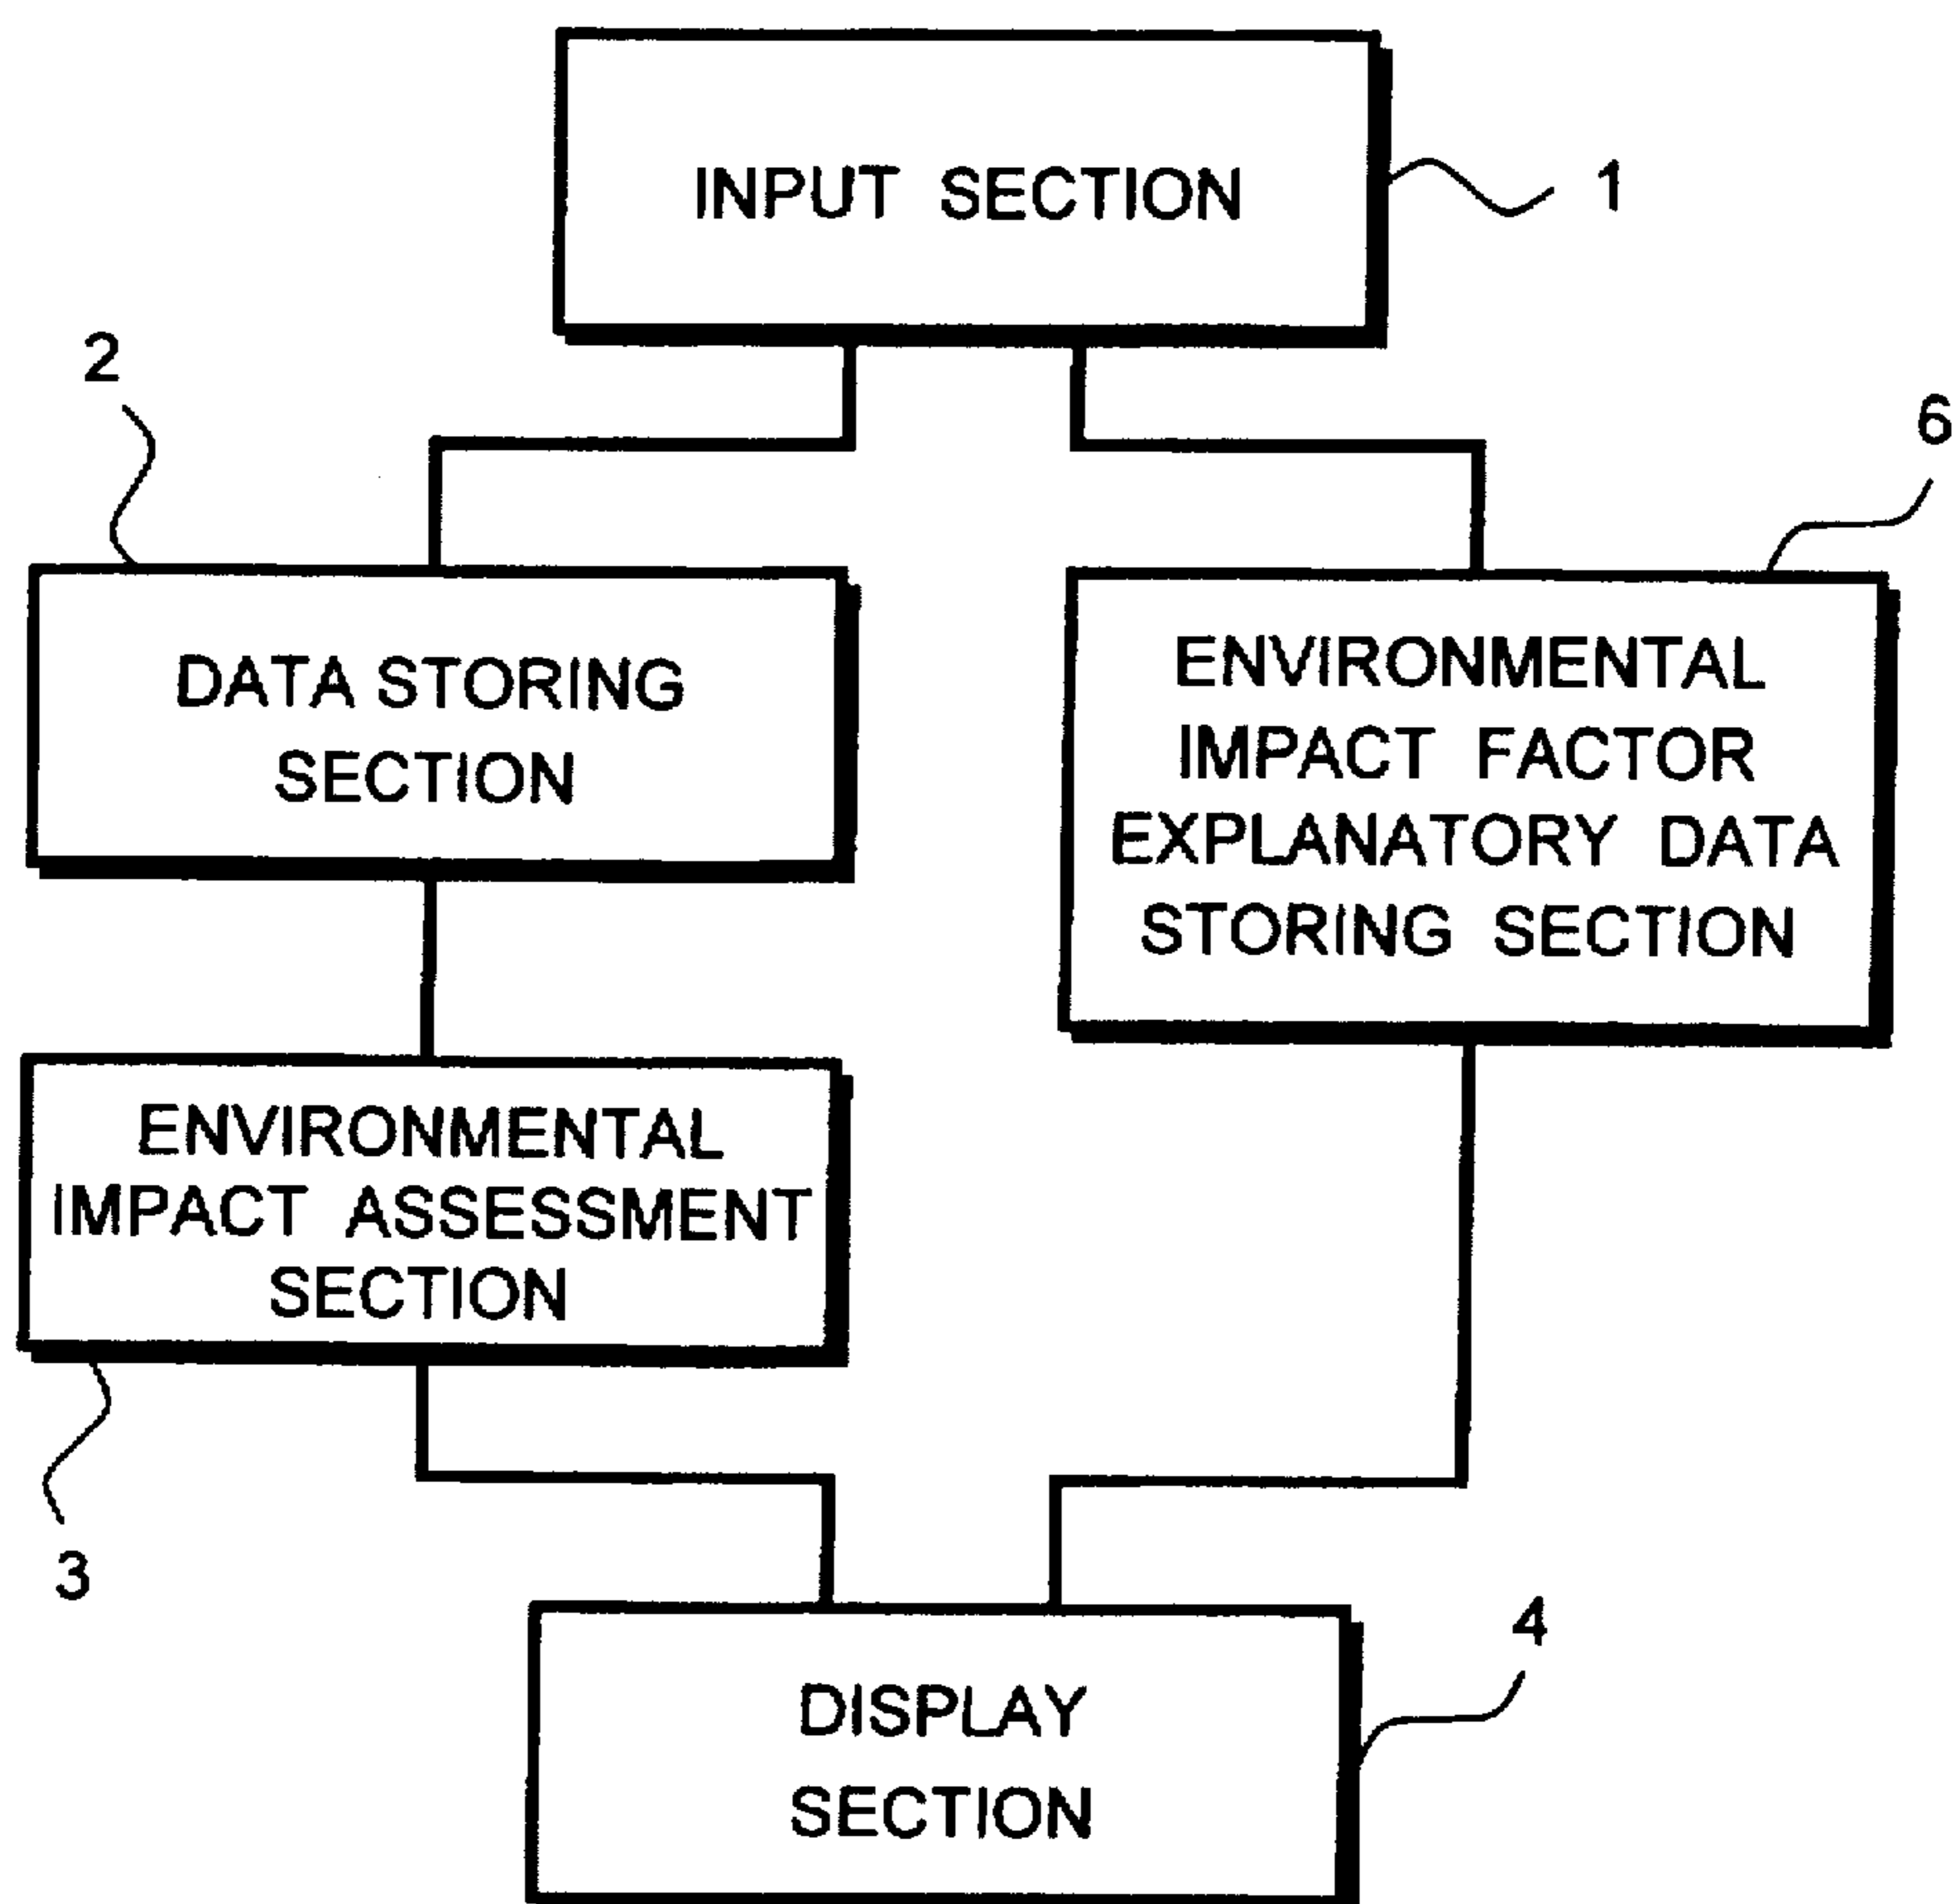 INPUT SECTION
1
2
6
DATA STORING
SECTION
ENVIRONMENTAL
IMPACT FACTOR
EXPLANATORY DATA
STORING SECTION
ENVIRONMENTAL
IMPACT ASSESSMENT
SECTION
3
4
DISPLAY
SECTION